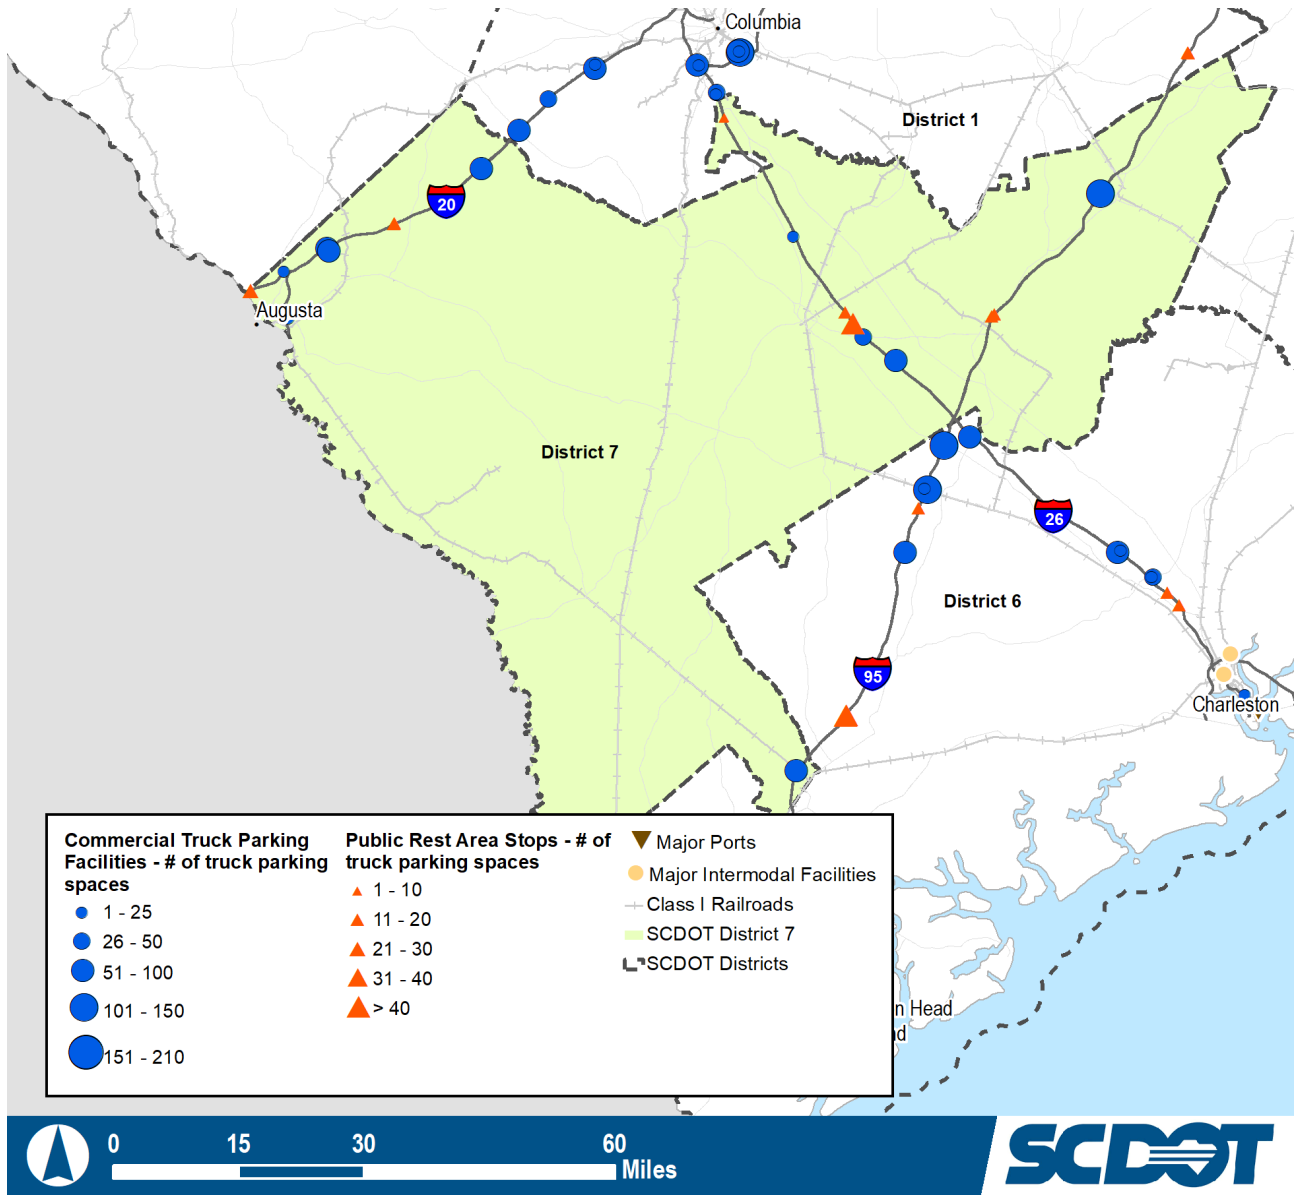 Columbia
District 1
20
Augusta
District 7
26
District 6
95
Charleston
Commercial Truck Parking
Facilities - # of truck parking
spaces
1 - 25
26 - 50
51 - 100
101 - 150
151 - 210
Public Rest Area Stops - # of
truck parking spaces
1 - 10
11 - 20
21 - 30
31 - 40
> 40
Major Ports
Major Intermodal Facilities
Class I Railroads
SCDOT District 7
SCDOT Districts
n Head
nd
0 15 30 60
Miles
SCDOT